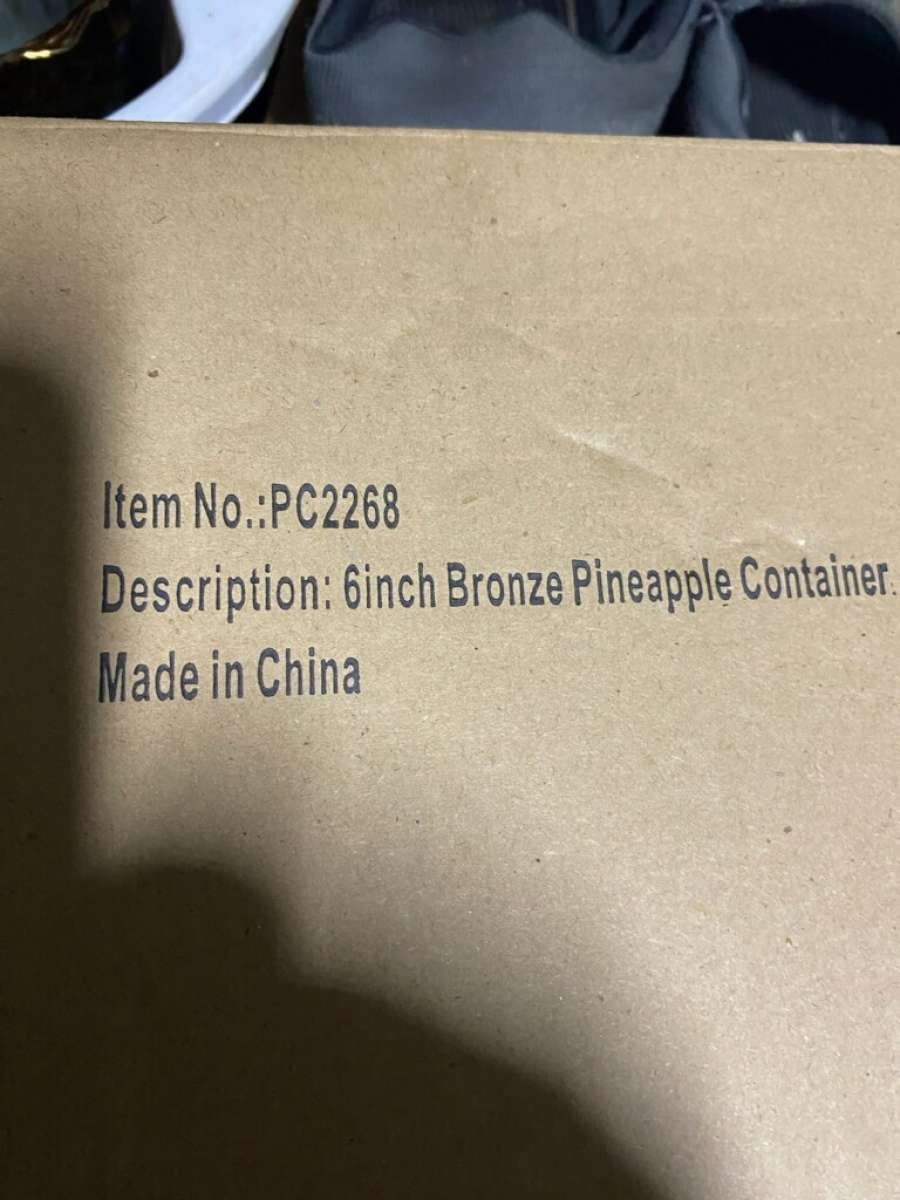 Item No.:PC2268
Description: 6inch Bronze Pineapple Container.
Made in China